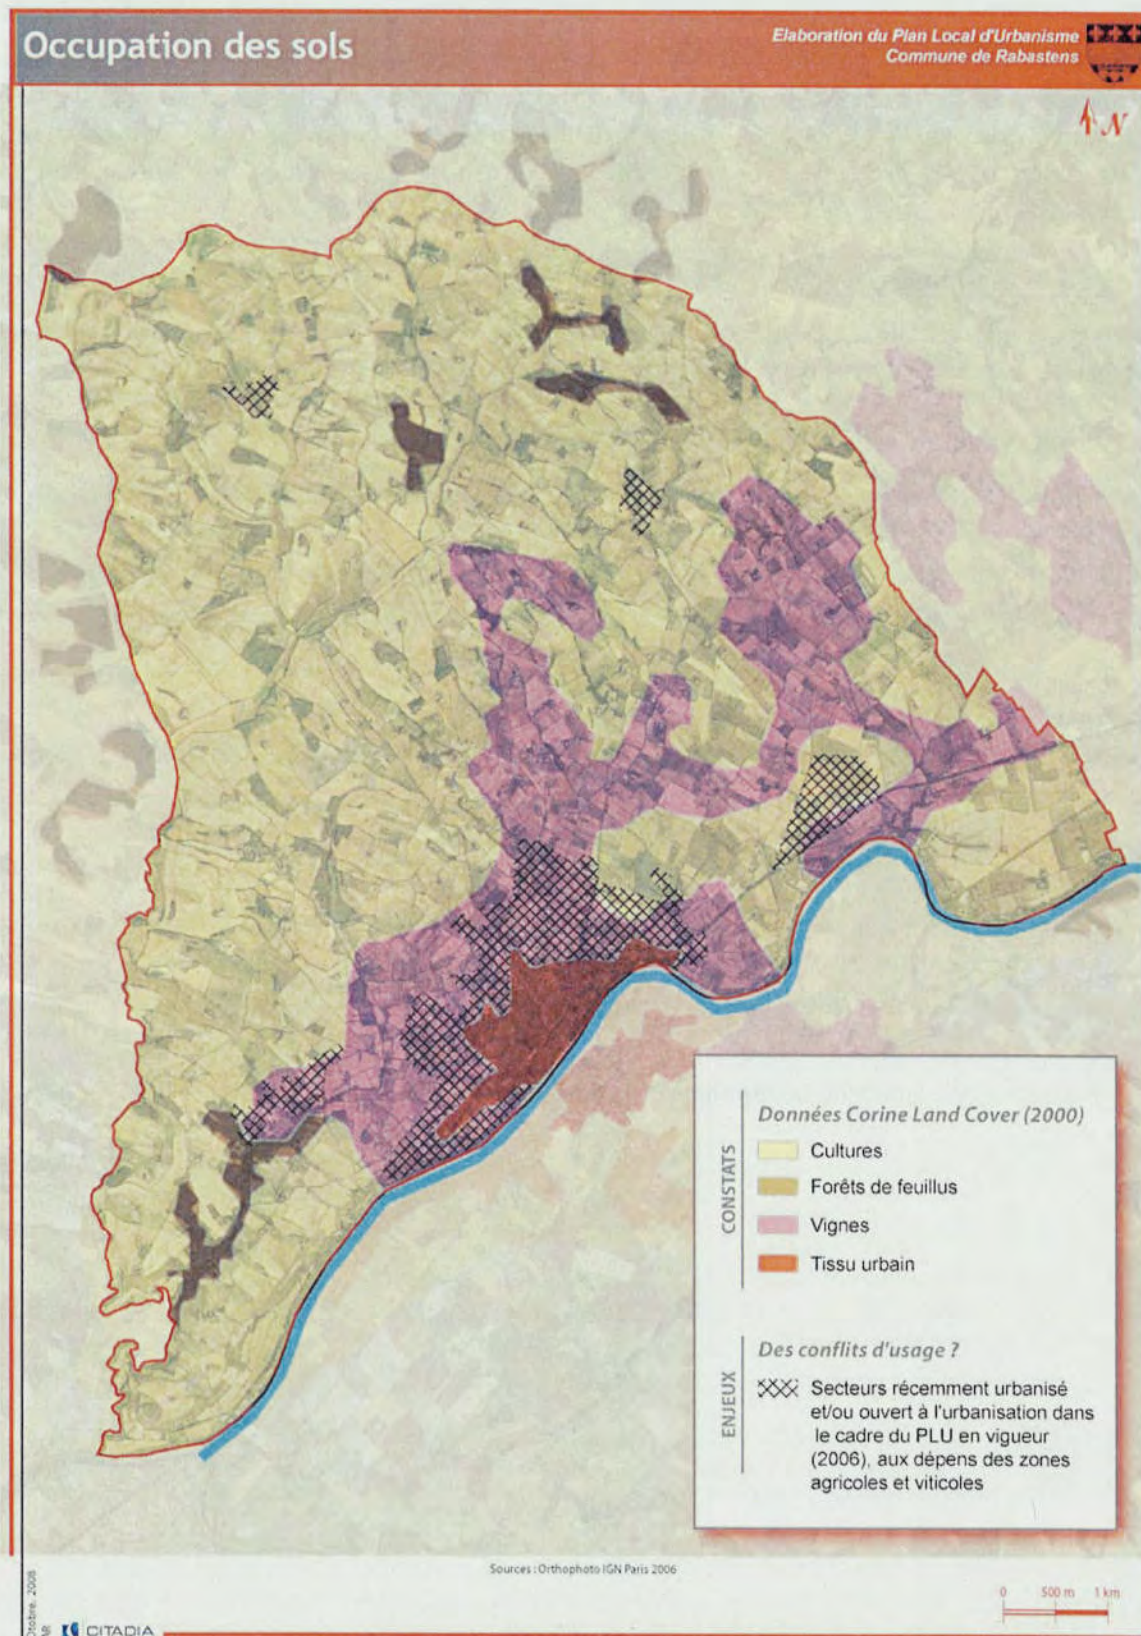 Occupation des sols
Elaboration du Plan Local d'Urbanisme
Commune de Rabastens
N
CONSTATS
Données Corine Land Cover (2000)
Cultures
Forêts de feuillus
Vignes
Tissu urbain
ENJEUX
Des conflits d'usage ?
Secteurs récemment urbanisé
et/ou ouvert à l'urbanisation dans
le cadre du PLU en vigueur
(2006), aux dépens des zones
agricoles et viticoles
Sources : Orthophoto IGN Paris 2006
0 500 m 1 km
2008
CITADIA